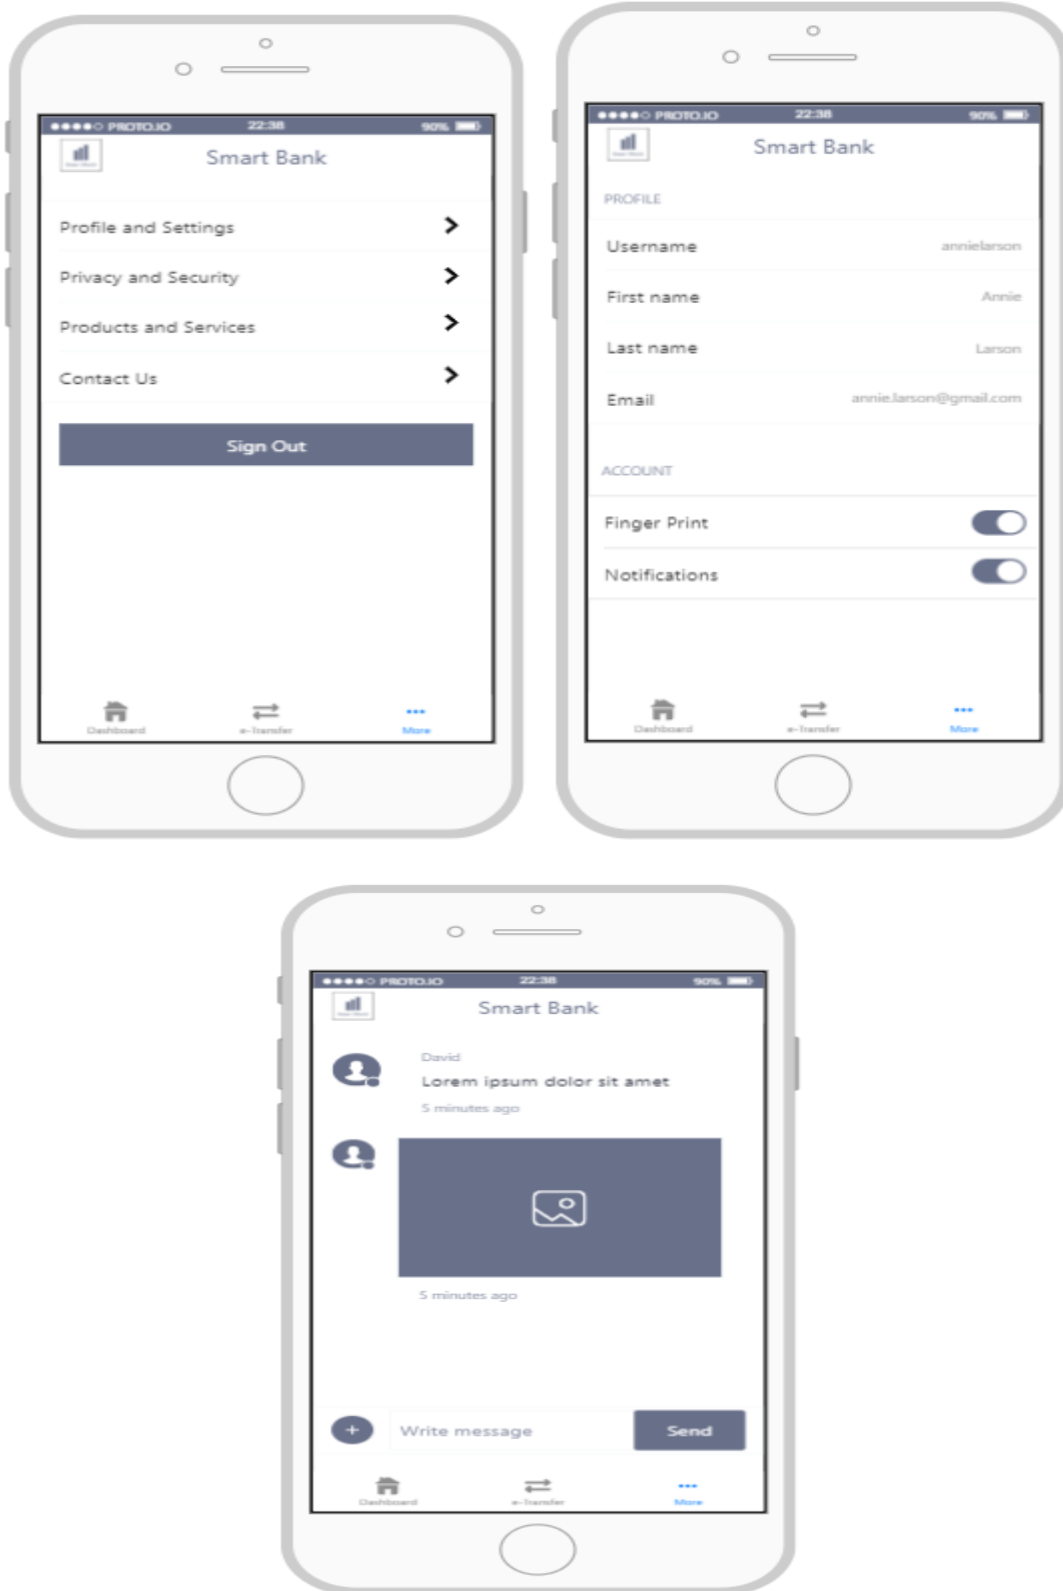 PROTO.IO 22:38 90%
Smart Bank
Profile and Settings
Privacy and Security
Products and Services
Contact Us
Sign Out
Dashboard e-Transfer More
PROTO.IO 22:38 90%
Smart Bank
PROFILE
Username annielarson
First name Annie
Last name Larson
Email annie.larson@gmail.com
ACCOUNT
Finger Print
Notifications
Dashboard e-Transfer More
PROTO.IO 22:38 90%
Smart Bank
David
Lorem ipsum dolor sit amet
5 minutes ago
5 minutes ago
+ Write message Send
Dashboard e-Transfer More